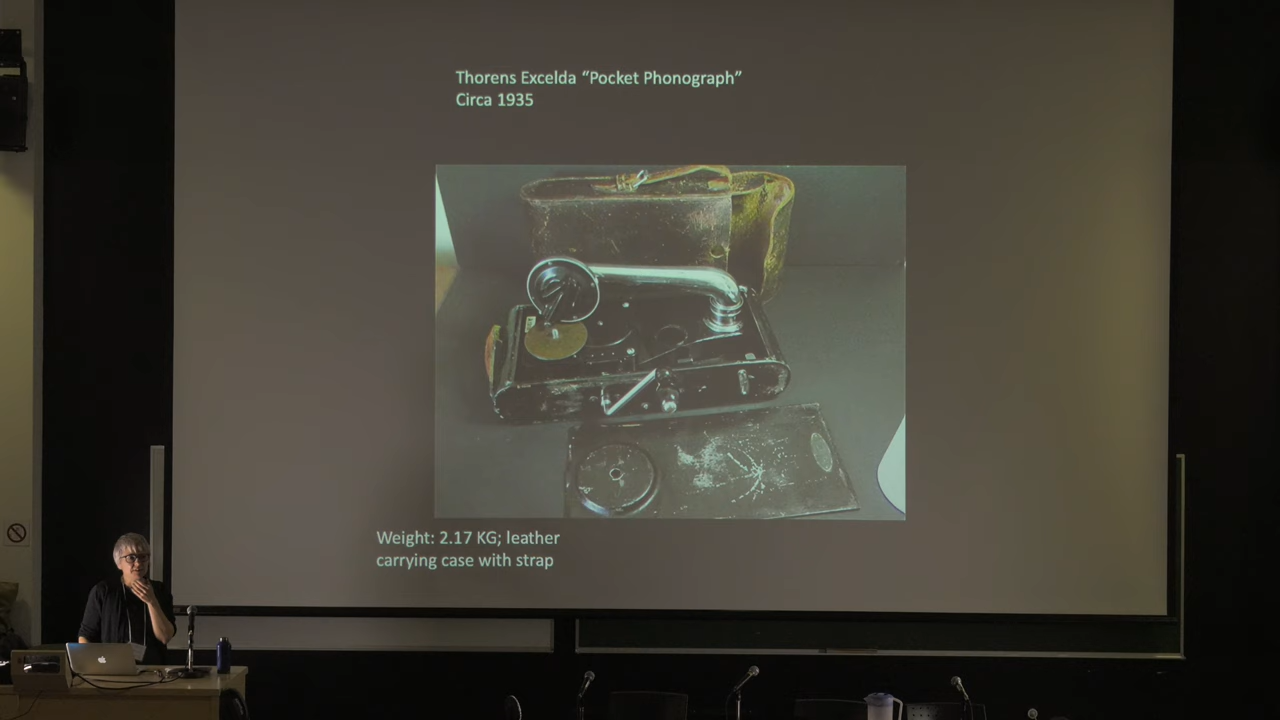 Thorens Excelda “Pocket Phonograph”
Circa 1935
Weight: 2.17 KG; leather
carrying case with strap